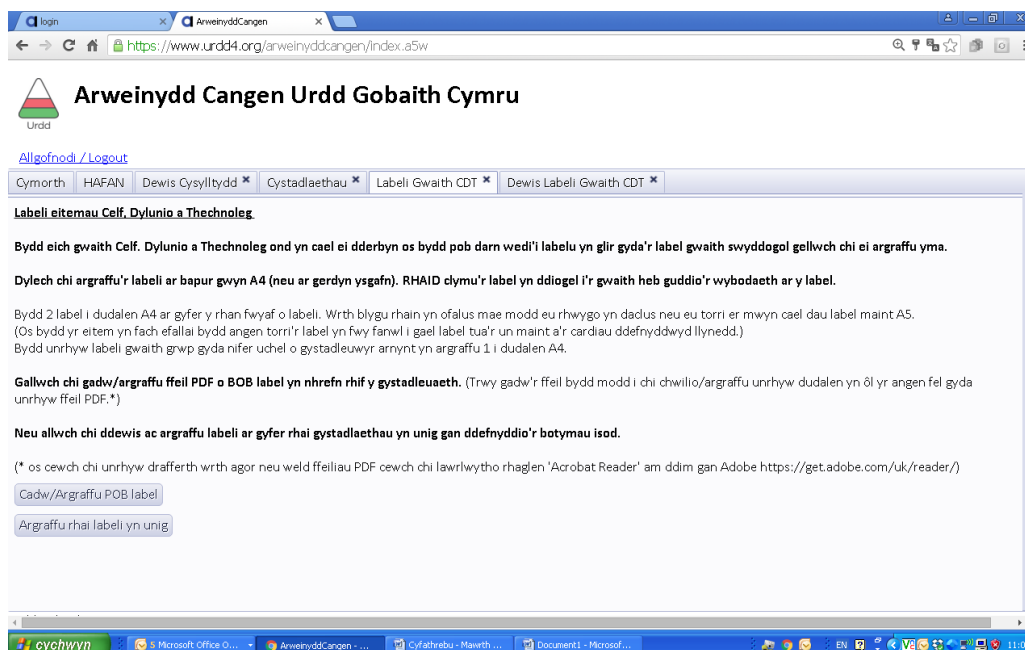 login
ArweinyddCangen
https://www.urdd4.org/arweinyddcangen/index.a5w
Arweinydd Cangen Urdd Gobaith Cymru
Urdd
Allgofnodi / Logout
Cymorth HAFAN Dewis Cysylltydd Cystadlaethau Labeli Gwaith CDT Dewis Labeli Gwaith CDT
Labeli eitemau Celf, Dylunio a Thechnoleg
Bydd eich gwaith Celf. Dylunio a Thechnoleg ond yn cael ei dderbyn os bydd pob darn wedi'i labelu yn glir gyda'r label gwaith swyddogol gellwch chi ei argraffu yma.
Dylech chi argraffu'r labeli ar bapur gwyn A4 (neu ar gerdyn ysgafn). RHAID clymu'r label yn ddiogel i'r gwaith heb guddio'r wybodaeth ar y label.
Bydd 2 label i dudalen A4 ar gyfer y rhan fwyaf o labeli. Wrth blygu rhain yn ofalus mae modd eu rhwygo yn daclus neu eu torri er mwyn cael dau label maint A5.
(Os bydd yr eitem yn fach efallai bydd angen torri'r label yn fwy fanwl i gael label tua'r un maint a'r cardiau ddefnyddwyd llynedd.)
Bydd unrhyw labeli gwaith grwp gyda nifer uchel o gystadleuwyr arnynt yn argraffu 1 i dudalen A4.
Gallwch chi gadw/argraffu ffeil PDF o BOB label yn nhrefn rhif y gystadleuaeth. (Trwy gadw'r ffeil bydd modd i chi chwilio/argraffu unrhyw dudalen yn ôl yr angen fel gyda
unrhyw ffeil PDF.*)
Neu allwch chi ddewis ac argraffu labeli ar gyfer rhai gystadlaethau yn unig gan ddefnyddio'r botymau isod.
(* os cewch chi unrhyw drafferth wrth agor neu weld ffeiliau PDF cewch chi lawrlwytho rhaglen 'Acrobat Reader' am ddim gan Adobe https://get.adobe.com/uk/reader/)
Cadw/Argraffu POB label
Argraffu rhai labeli yn unig
cychwyn 5 Microsoft Office O... ArweinyddCangen - ... Cyfathrebu - Mawrth ... Document1 - Microsof... EN